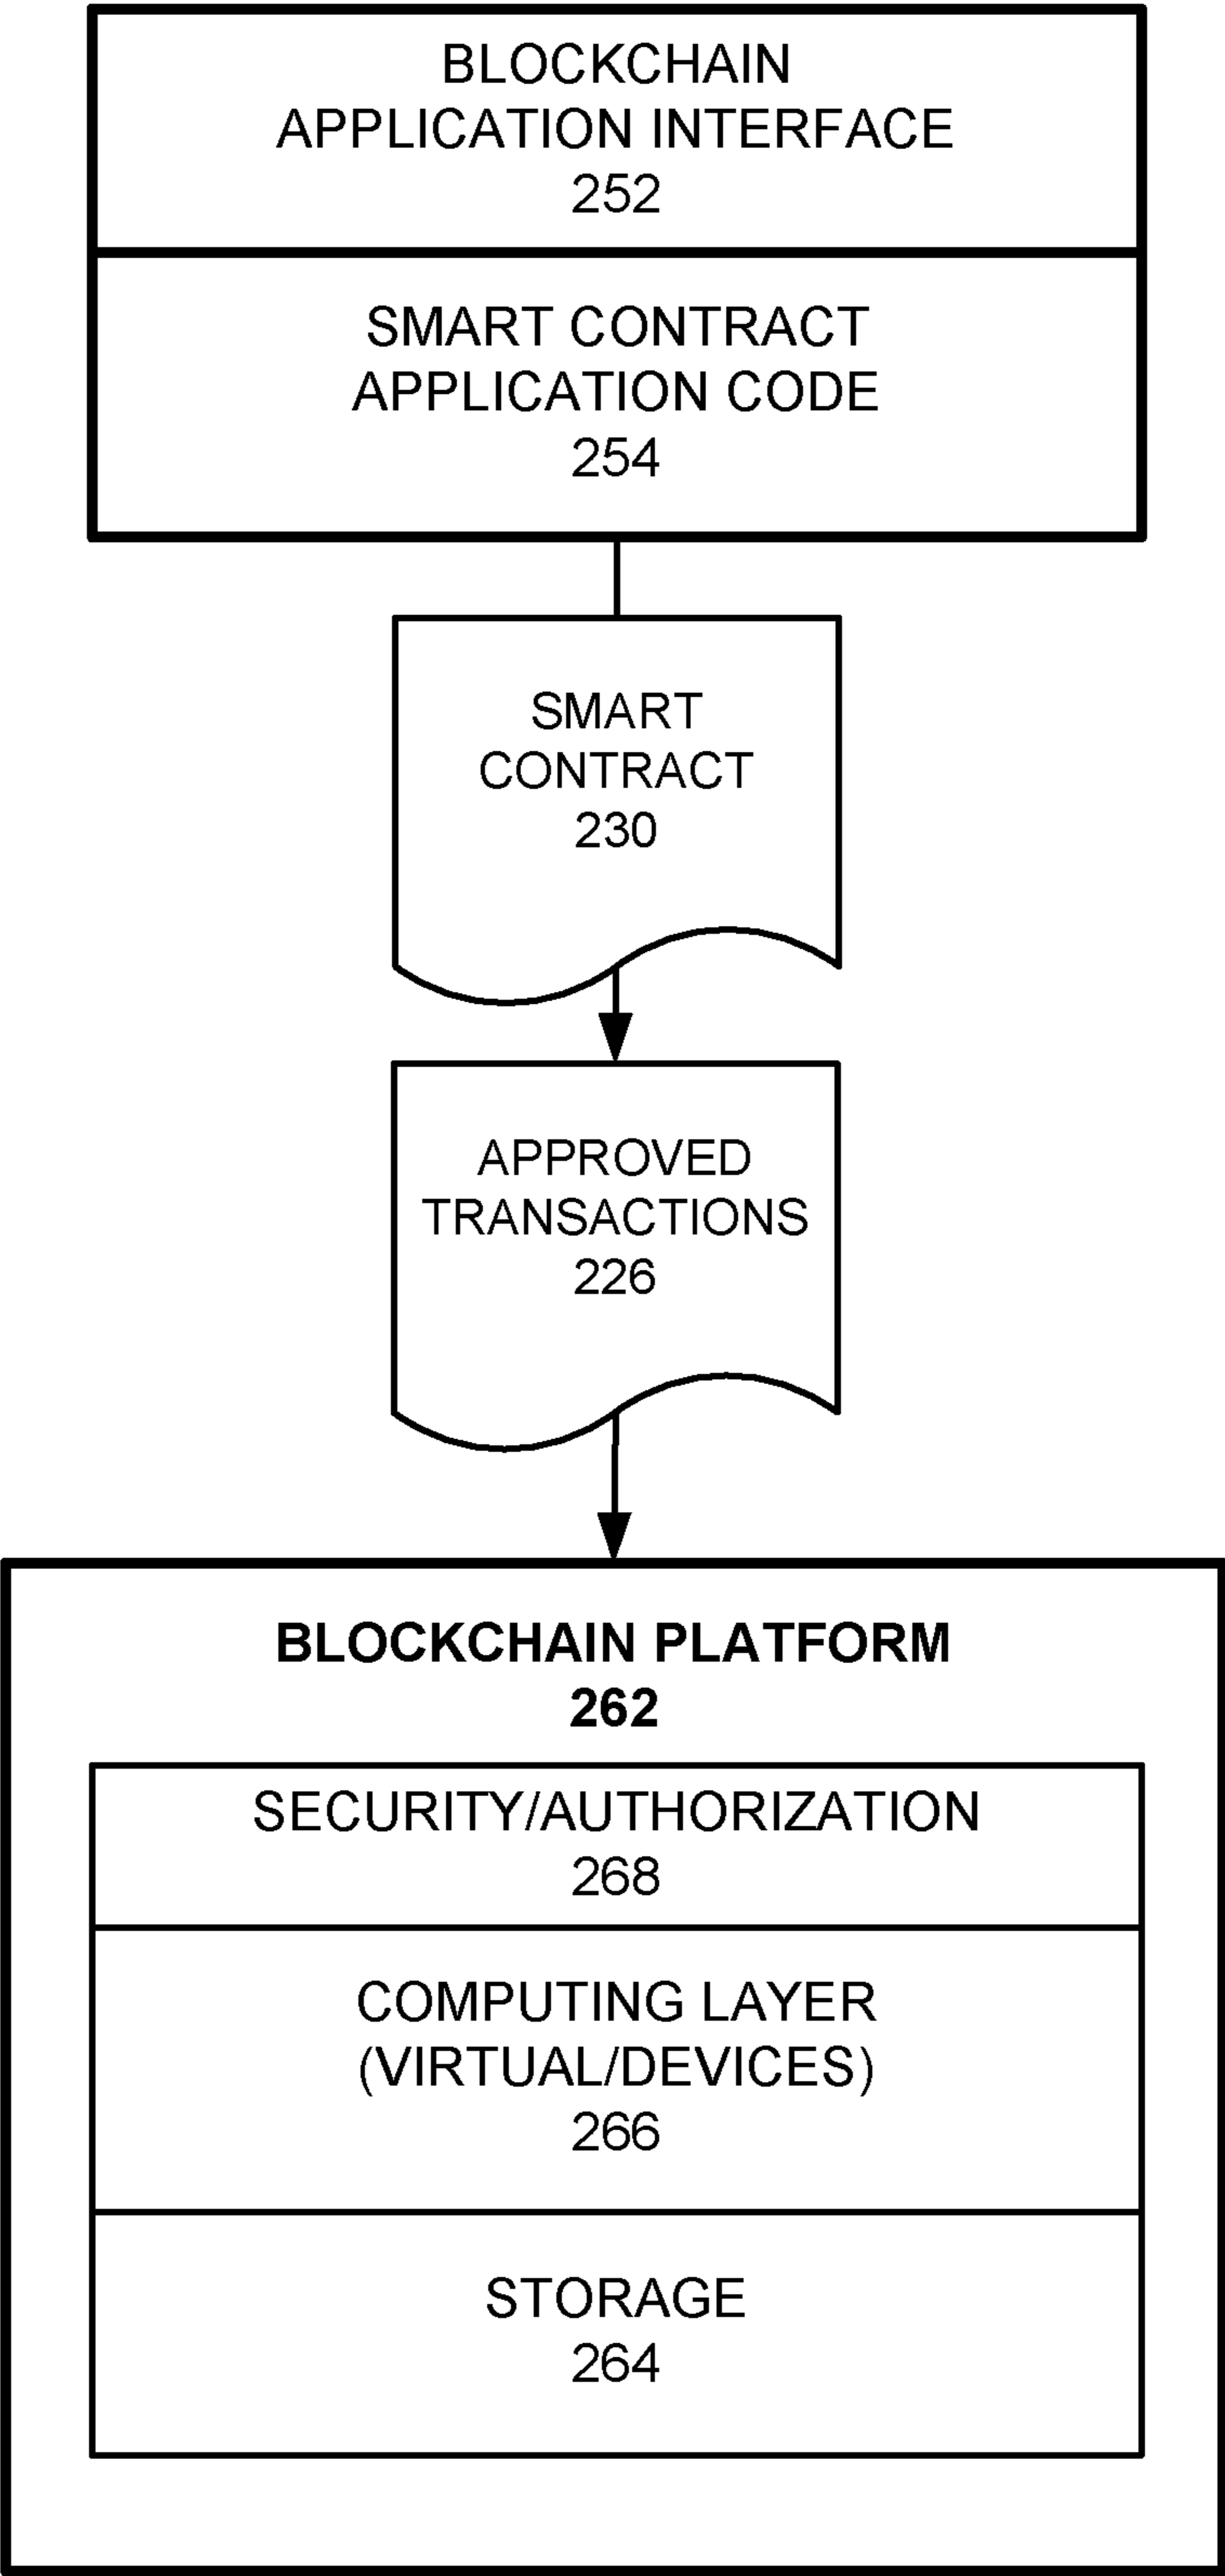 BLOCKCHAIN
APPLICATION INTERFACE
252
SMART CONTRACT
APPLICATION CODE
254
SMART
CONTRACT
230
APPROVED
TRANSACTIONS
226
BLOCKCHAIN PLATFORM
262
SECURITY/AUTHORIZATION
268
COMPUTING LAYER
(VIRTUAL/DEVICES)
266
STORAGE
264